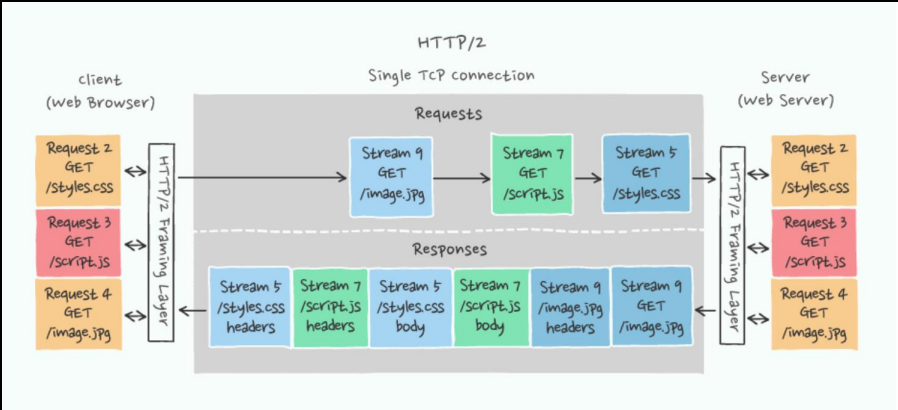 HTTP/2
Single TCP connection
client
(Web Browser)
Server
(Web Server)
Requests
Request 2
GET
/styles.css
Request 3
GET
/script.js
Request 4
GET
/image.jpg
HTTP/2 Framing Layer
Stream 9
GET
/image.jpg
Stream 7
GET
/script.js
Stream 5
GET
/styles.css
Responses
Stream 5
/styles.css
headers
Stream 7
/script.js
headers
Stream 5
/styles.css
body
Stream 7
/script.js
body
Stream 9
/image.jpg
headers
Stream 9
GET
/image.jpg
HTTP/2 Framing Layer
Request 2
GET
/styles.css
Request 3
GET
/script.js
Request 4
GET
/image.jpg